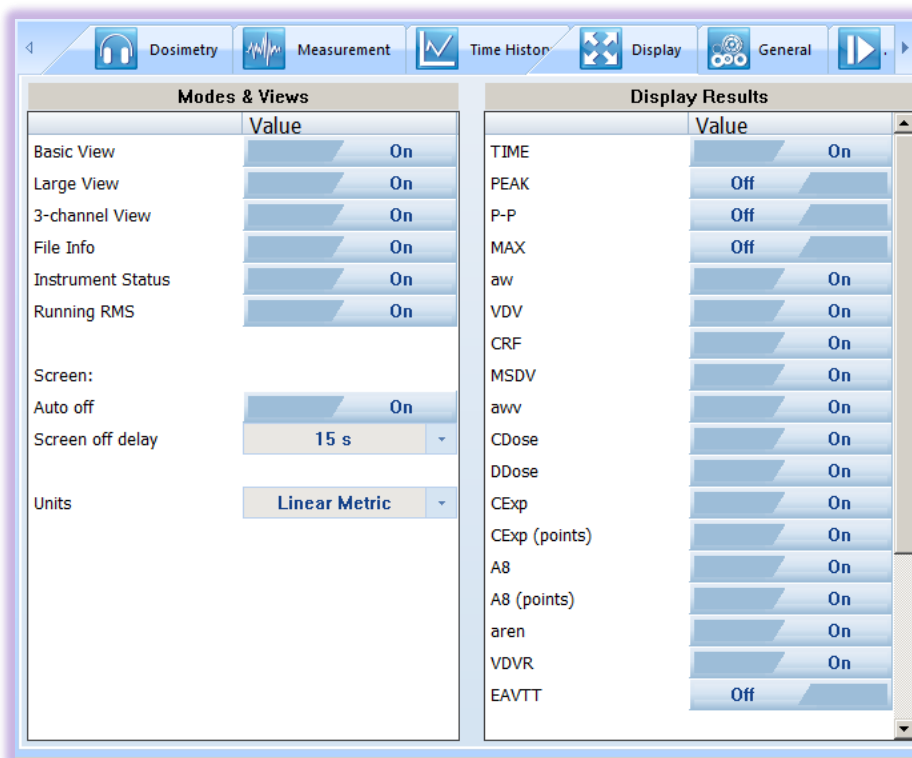 Dosimetry Measurement Time Histor Display General .
Modes & Views
Value
Basic View On
Large View On
3-channel View On
File Info On
Instrument Status On
Running RMS On
Screen:
Auto off On
Screen off delay 15 s
Units Linear Metric
Display Results
Value
TIME On
PEAK Off
P-P Off
MAX Off
aw On
VDV On
CRF On
MSDV On
awv On
CDose On
DDose On
CExp On
CExp (points) On
A8 On
A8 (points) On
aren On
VDVR On
EAVTT Off